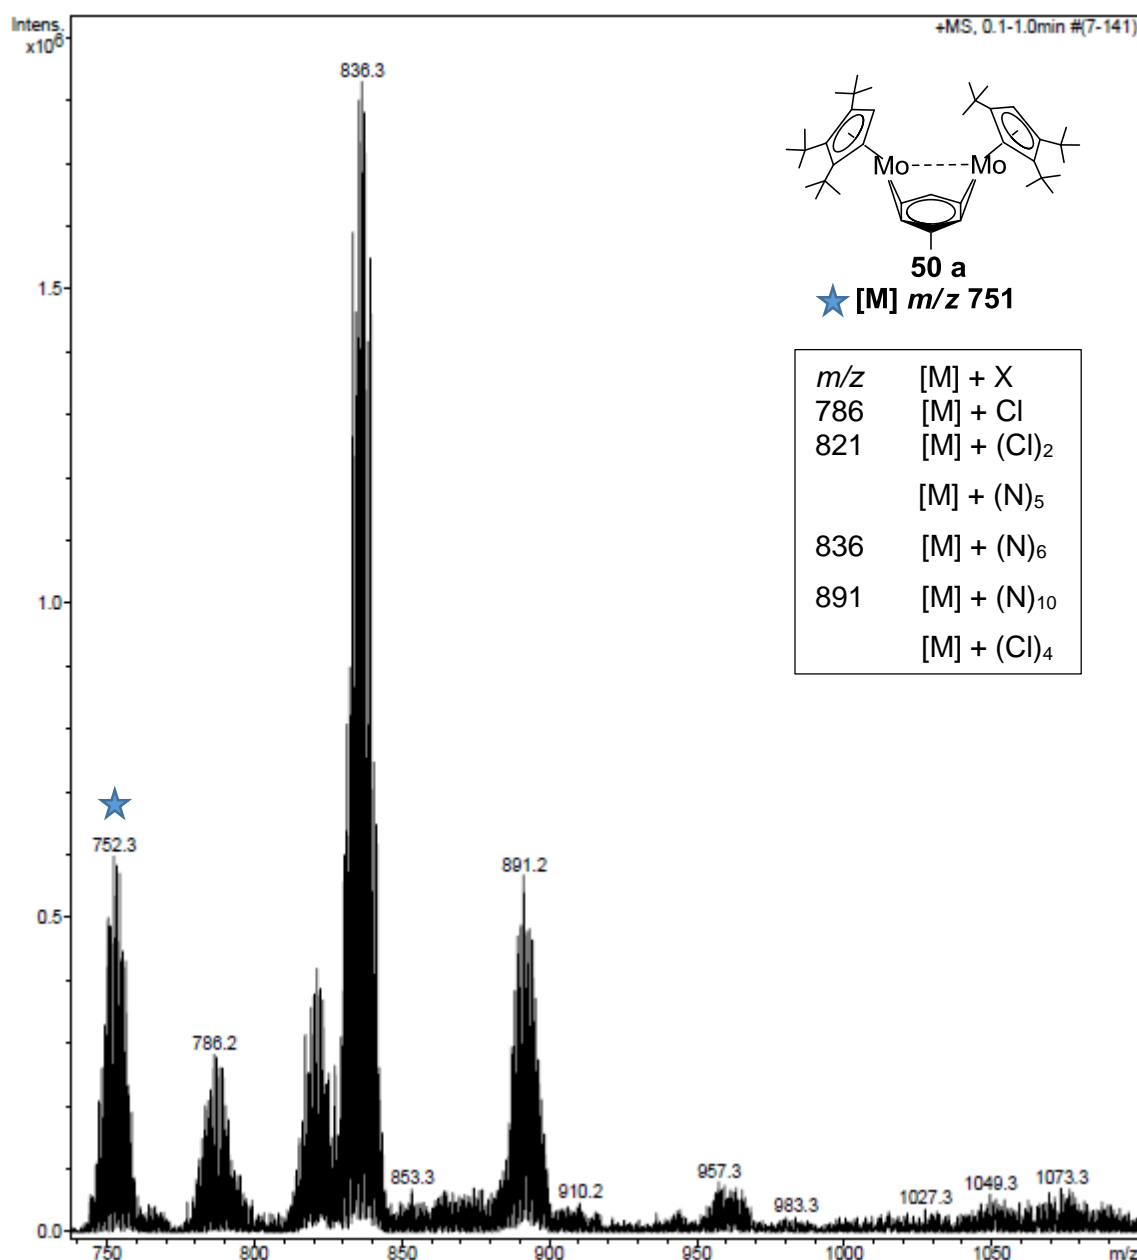 Intens.
x10⁶
+MS, 0.1-1.0min #(7-141)
836.3
Mo Mo
50 a
[M] m/z 751
1.5
m/z [M] + X
786 [M] + Cl
821 [M] + (Cl)₂
[M] + (N)₅
836 [M] + (N)₆
891 [M] + (N)₁₀
[M] + (Cl)₄
1.0
752.3
891.2
0.5
786.2
853.3
910.2
957.3
983.3
1027.3
1049.3
1073.3
0.0
750 800 850 900 950 1000 1050 m/z